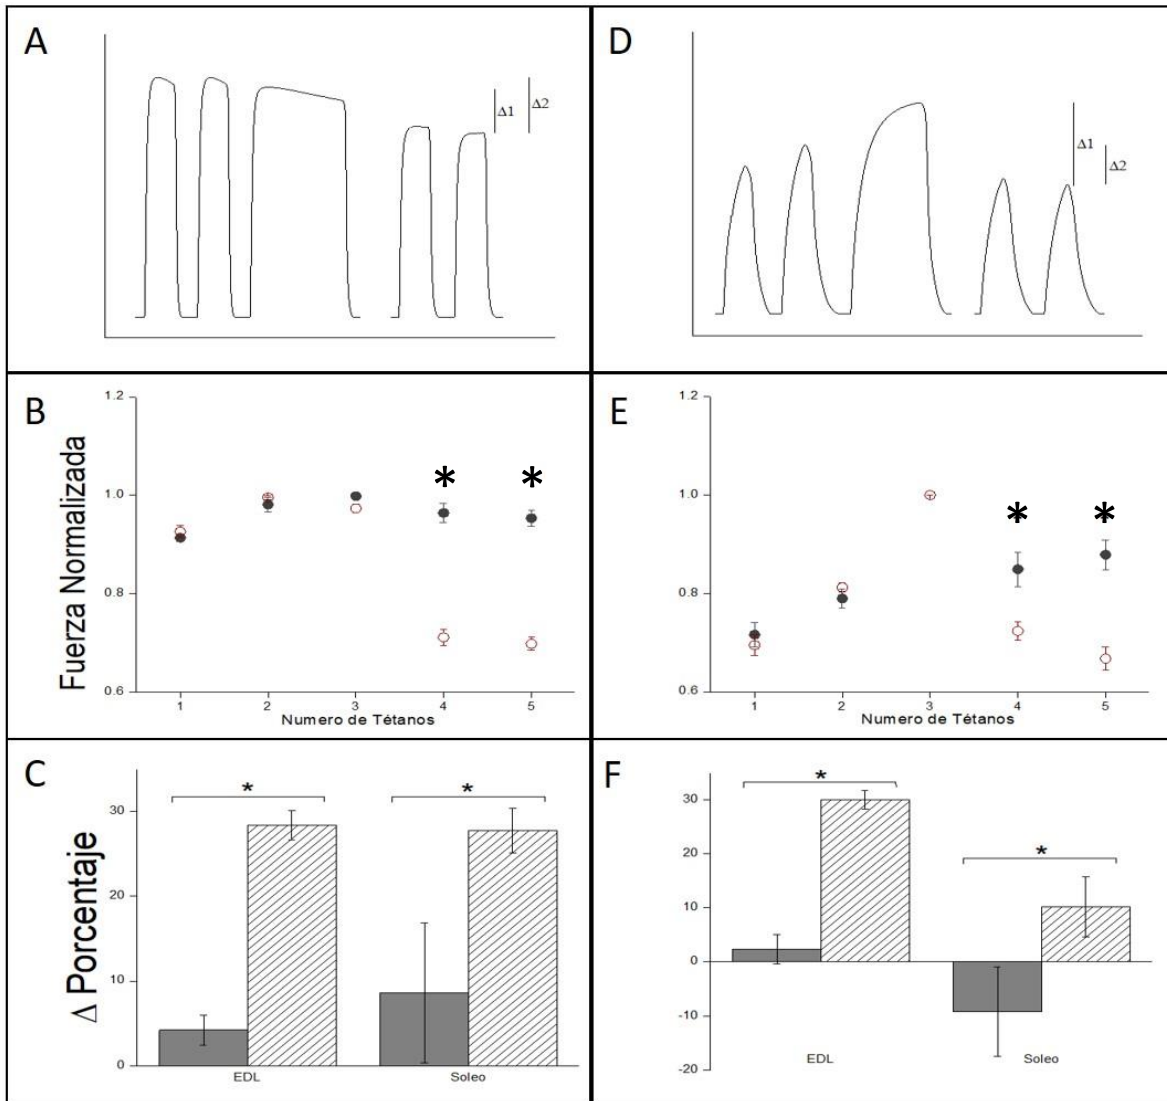 A
Δ1
Δ2
D
Δ1
Δ2
B
Fuerza Normalizada
1.2
1.0
0.8
0.6
* *
1 2 3 4 5
Numero de Tétanos
E
1.2
1.0
0.8
0.6
* *
1 2 3 4 5
Numero de Tétanos
C
Δ Porcentaje
30
20
10
0
* *
EDL Soleo
F
30
20
10
0
-10
-20
*
*
EDL Soleo